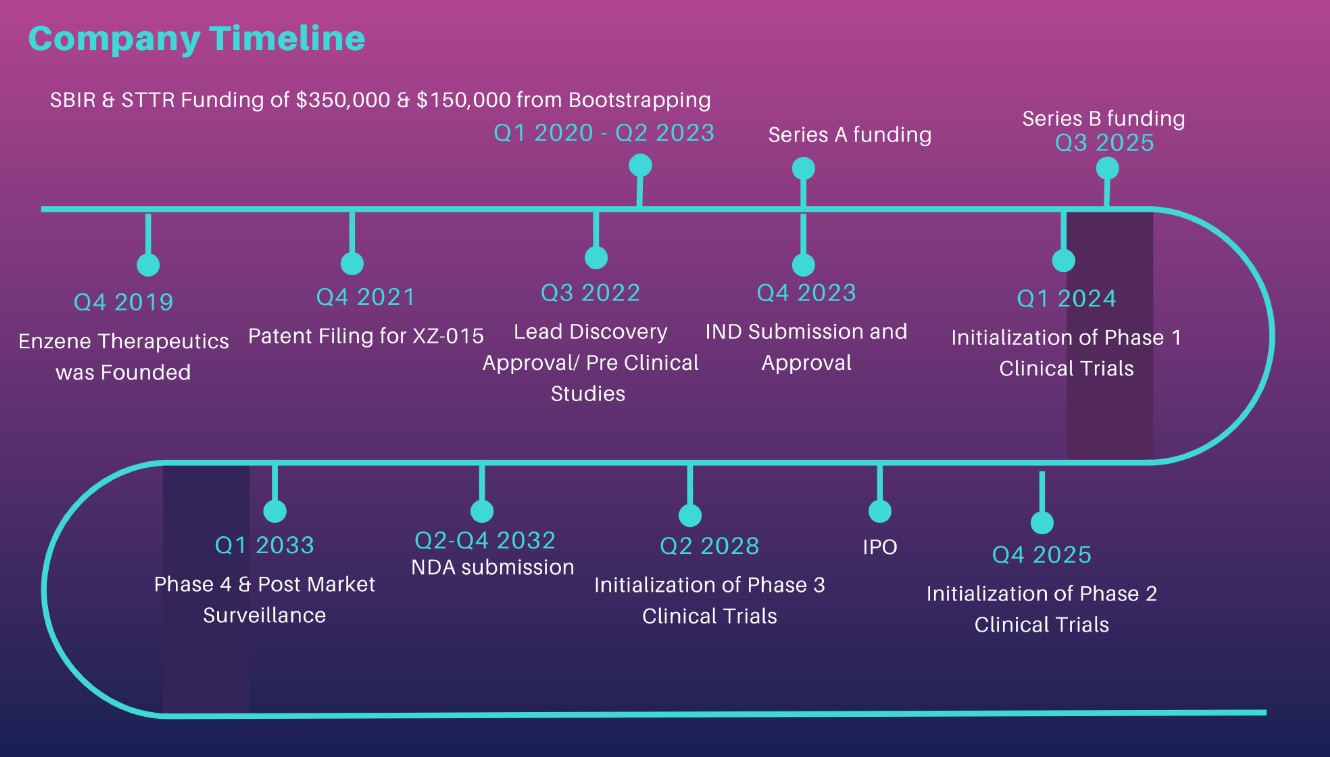 Company Timeline
SBIR & STTR Funding of $350,000 & $150,000 from Bootstrapping
Q1 2020 - Q2 2023
Series A funding
Series B funding
Q3 2025
Q4 2019
Enzene Therapeutics
was Founded
Q4 2021
Patent Filing for XZ-015
Q3 2022
Lead Discovery
Approval/ Pre Clinical
Studies
Q4 2023
IND Submission and
Approval
Q1 2024
Initialization of Phase 1
Clinical Trials
Q1 2033
Phase 4 & Post Market
Surveillance
Q2-Q4 2032
NDA submission
Q2 2028
Initialization of Phase 3
Clinical Trials
IPO
Q4 2025
Initialization of Phase 2
Clinical Trials